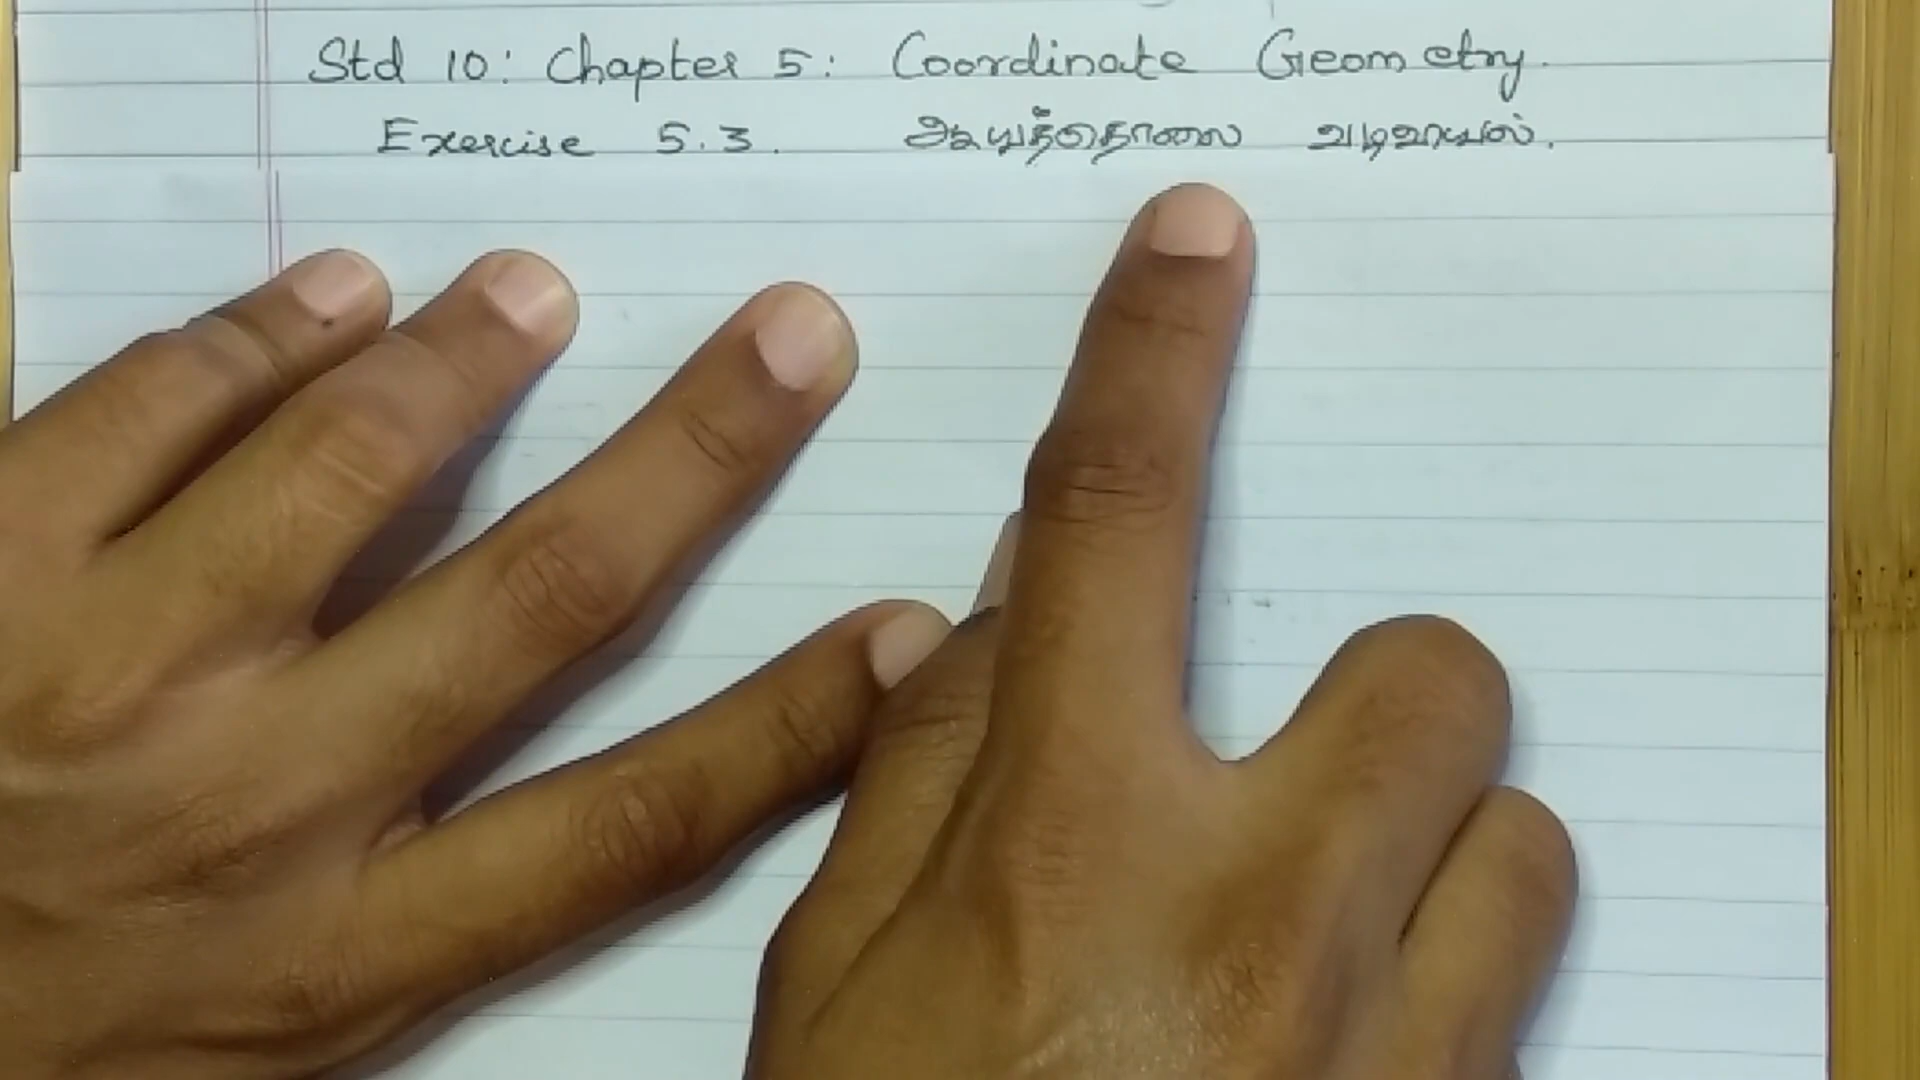 Std 10: Chapter 5: Coordinate Geometry.
Exercise 5.3. ஆயத்தொலை வடிவியல்.